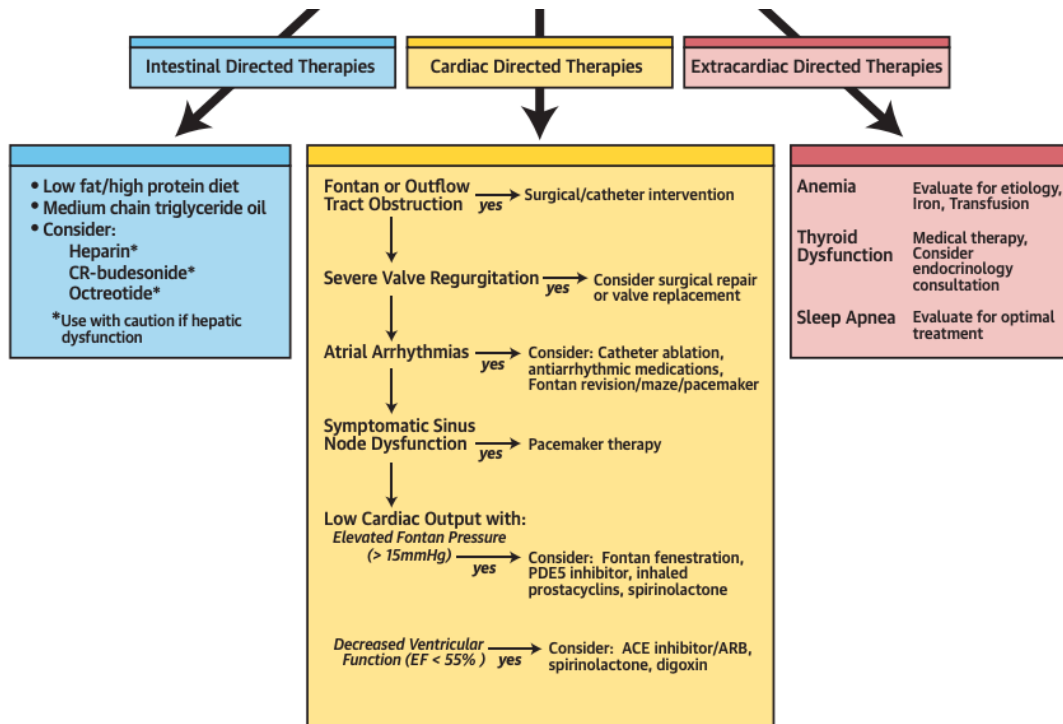 Intestinal Directed Therapies
Cardiac Directed Therapies
Extracardiac Directed Therapies
• Low fat/high protein diet
• Medium chain triglyceride oil
• Consider:
Heparin*
CR-budesonide*
Octreotide*
*Use with caution if hepatic
dysfunction
Fontan or Outflow
Tract Obstruction
yes
Surgical/catheter intervention
Severe Valve Regurgitation
yes
Consider surgical repair
or valve replacement
Atrial Arrhythmias
yes
Consider: Catheter ablation,
antiarrhythmic medications,
Fontan revision/maze/pacemaker
Symptomatic Sinus
Node Dysfunction
yes
Pacemaker therapy
Low Cardiac Output with:
Elevated Fontan Pressure
(> 15mmHg)
yes
Consider: Fontan fenestration,
PDE5 inhibitor, inhaled
prostacyclins, spirinolactone
Decreased Ventricular
Function (EF < 55% )
yes
Consider: ACE inhibitor/ARB,
spirinolactone, digoxin
Anemia
Evaluate for etiology,
Iron, Transfusion
Thyroid
Dysfunction
Medical therapy,
Consider
endocrinology
consultation
Sleep Apnea
Evaluate for optimal
treatment